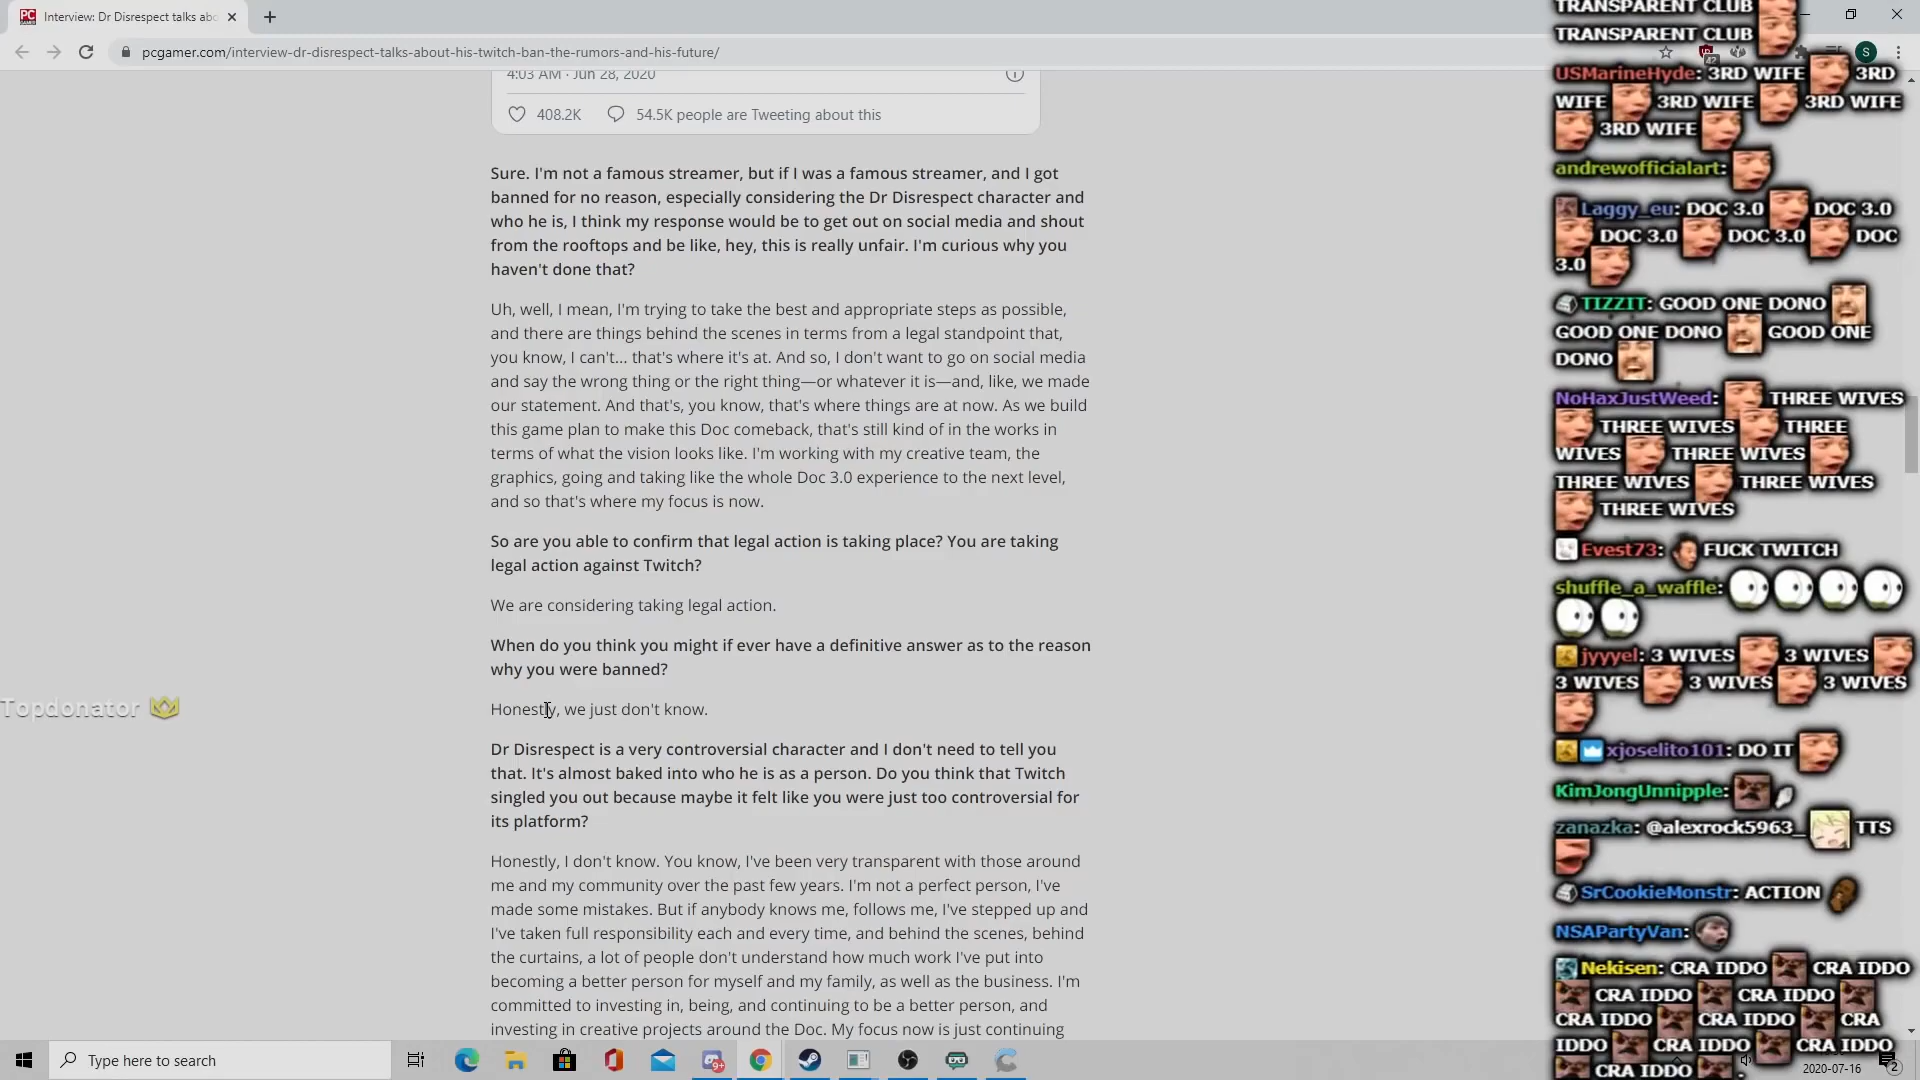 Interview: Dr Disrespect talks abo
pcgamer.com/interview-dr-disrespect-talks-about-his-twitch-ban-the-rumors-and-his-future/
S
42
4:03 AM · Jun 28, 2020
408.2K 54.5K people are Tweeting about this
Sure. I'm not a famous streamer, but if I was a famous streamer, and I got
banned for no reason, especially considering the Dr Disrespect character and
who he is, I think my response would be to get out on social media and shout
from the rooftops and be like, hey, this is really unfair. I'm curious why you
haven't done that?
Uh, well, I mean, I'm trying to take the best and appropriate steps as possible,
and there are things behind the scenes in terms from a legal standpoint that,
you know, I can't... that's where it's at. And so, I don't want to go on social media
and say the wrong thing or the right thing—or whatever it is—and, like, we made
our statement. And that's, you know, that's where things are at now. As we build
this game plan to make this Doc comeback, that's still kind of in the works in
terms of what the vision looks like. I'm working with my creative team, the
graphics, going and taking like the whole Doc 3.0 experience to the next level,
and so that's where my focus is now.
So are you able to confirm that legal action is taking place? You are taking
legal action against Twitch?
We are considering taking legal action.
When do you think you might if ever have a definitive answer as to the reason
why you were banned?
Honestly, we just don't know.
Dr Disrespect is a very controversial character and I don't need to tell you
that. It's almost baked into who he is as a person. Do you think that Twitch
singled you out because maybe it felt like you were just too controversial for
its platform?
Honestly, I don't know. You know, I've been very transparent with those around
me and my community over the past few years. I'm not a perfect person, I've
made some mistakes. But if anybody knows me, follows me, I've stepped up and
I've taken full responsibility each and every time, and behind the scenes, behind
the curtains, a lot of people don't understand how much work I've put into
becoming a better person for myself and my family, as well as the business. I'm
committed to investing in, being, and continuing to be a better person, and
investing in creative projects around the Doc. My focus now is just continuing
Topdonator
TRANSPARENT CLUB
TRANSPARENT CLUB
USMarineHyde: 3RD WIFE 3RD
WIFE 3RD WIFE 3RD WIFE
3RD WIFE
andrewofficialart:
Laggy_eu: DOC 3.0 DOC 3.0
DOC 3.0 DOC 3.0 DOC
3.0
TIZZIT: GOOD ONE DONO
GOOD ONE DONO GOOD ONE
DONO
NoHaxJustWeed: THREE WIVES
THREE WIVES THREE
WIVES THREE WIVES
THREE WIVES THREE WIVES
THREE WIVES
Evest73: FUCK TWITCH
shuffle_a_waffle:
jyyyel: 3 WIVES 3 WIVES
3 WIVES 3 WIVES 3 WIVES
xjoselito101: DO IT
KimJongUnnipple:
zanazka: @alexrock5963_ TTS
SrCookieMonstr: ACTION
NSAPartyVan:
Nekisen: CRA IDDO CRA IDDO
CRA IDDO CRA IDDO
CRA IDDO CRA IDDO CRA
IDDO CRA IDDO CRA IDDO
CRA IDDO
Type here to search
9+
2020-07-16
2